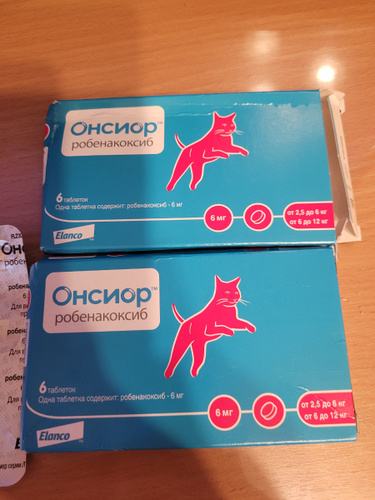 Онсиор™
робенакоксиб
6 таблеток
Одна таблетка содержит: робенакоксиб - 6 мг
6 мг
от 2,5 до 6 кг
от 6 до 12 кг
Elanco
Онсиор™
робенакоксиб
6 таблеток
Одна таблетка содержит: робенакоксиб - 6 мг
6 мг
от 2,5 до 6 кг
от 6 до 12 кг
Elanco